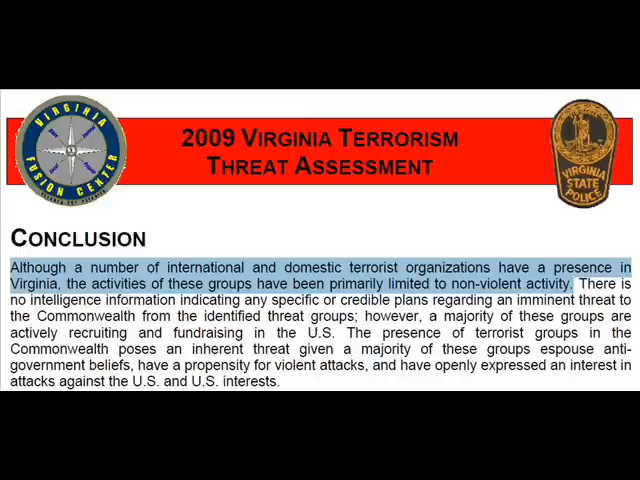 2009 VIRGINIA TERRORISM
THREAT ASSESSMENT
VIRGINIA
FUSION CENTER
VIRGINIA
STATE
POLICE
CONCLUSION
Although a number of international and domestic terrorist organizations have a presence in
Virginia, the activities of these groups have been primarily limited to non-violent activity. There is
no intelligence information indicating any specific or credible plans regarding an imminent threat to
the Commonwealth from the identified threat groups; however, a majority of these groups are
actively recruiting and fundraising in the U.S. The presence of terrorist groups in the
Commonwealth poses an inherent threat given a majority of these groups espouse anti-
government beliefs, have a propensity for violent attacks, and have openly expressed an interest in
attacks against the U.S. and U.S. interests.